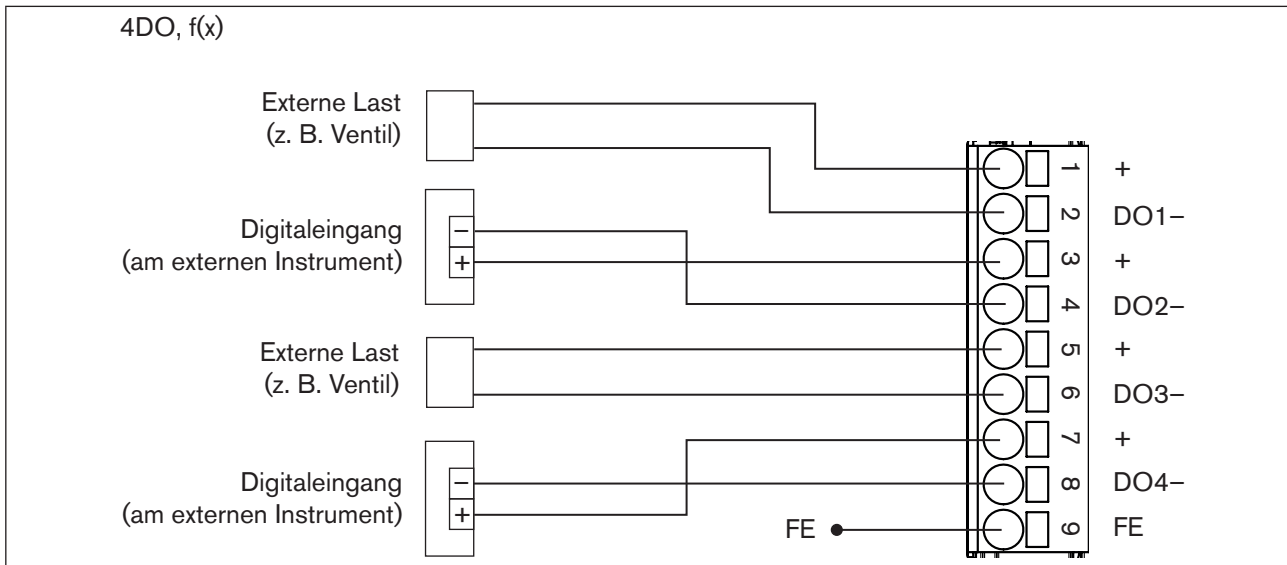 4DO, f(x)
Externe Last
(z. B. Ventil)
1 +
2 DO1–
Digitaleingang
(am externen Instrument)
–
+
3 +
4 DO2–
Externe Last
(z. B. Ventil)
5 +
6 DO3–
Digitaleingang
(am externen Instrument)
–
+
7 +
8 DO4–
FE
9 FE